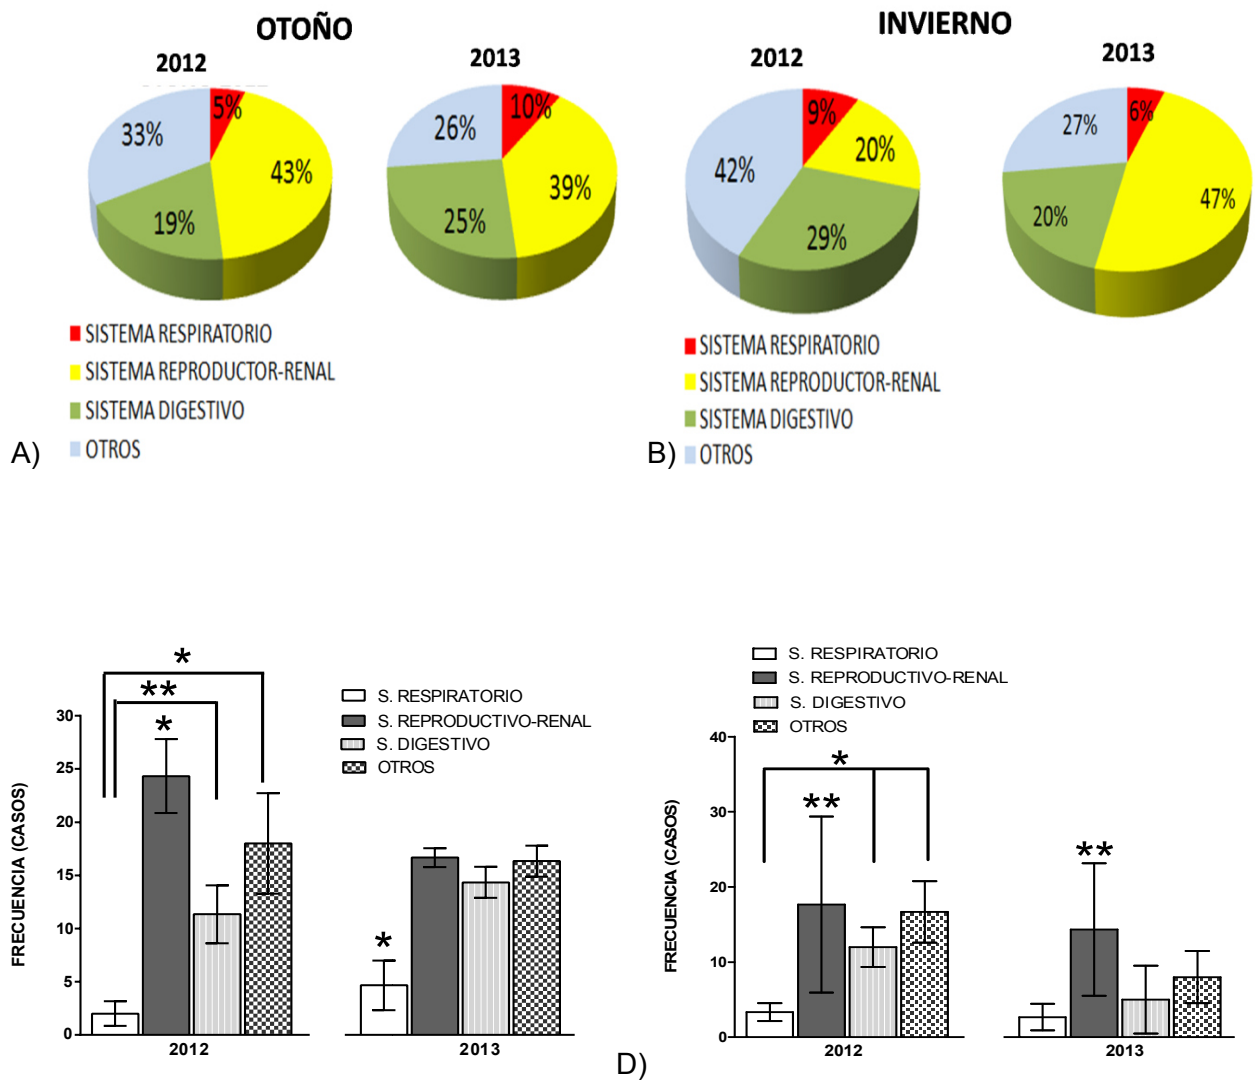 OTOÑO
2012
2013
5%
43%
19%
33%
10%
39%
25%
26%
SISTEMA RESPIRATORIO
SISTEMA REPRODUCTOR-RENAL
SISTEMA DIGESTIVO
OTROS
A)
INVIERNO
2012
2013
9%
20%
29%
42%
6%
47%
20%
27%
SISTEMA RESPIRATORIO
SISTEMA REPRODUCTOR-RENAL
SISTEMA DIGESTIVO
OTROS
B)
*
**
*
S. RESPIRATORIO
S. REPRODUCTIVO-RENAL
S. DIGESTIVO
OTROS
FRECUENCIA (CASOS)
30
25
20
15
10
5
0
*
2012
2013
S. RESPIRATORIO
S. REPRODUCTIVO-RENAL
S. DIGESTIVO
OTROS
FRECUENCIA (CASOS)
40
30
20
10
0
*
**
**
2012
2013
D)